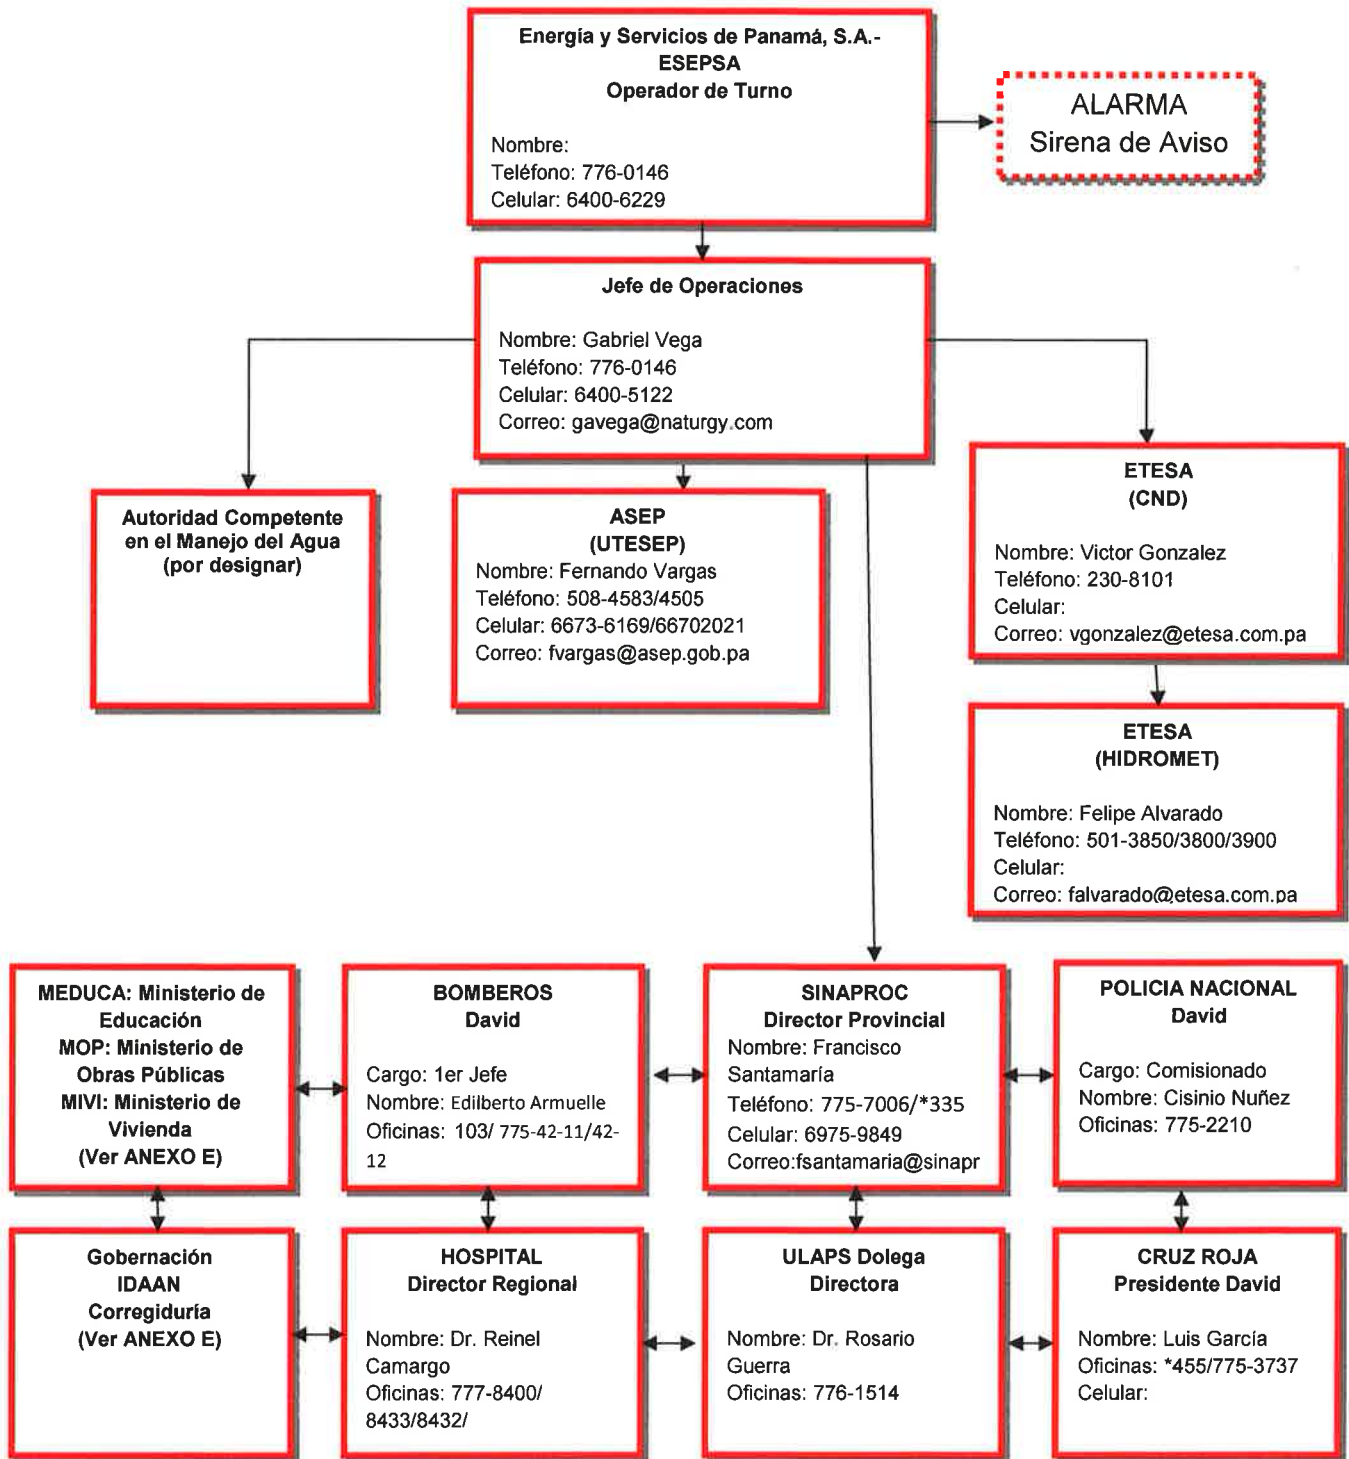 Energía y Servicios de Panamá, S.A.-
ESEPSA
Operador de Turno
Nombre:
Teléfono: 776-0146
Celular: 6400-6229
ALARMA
Sirena de Aviso
Jefe de Operaciones
Nombre: Gabriel Vega
Teléfono: 776-0146
Celular: 6400-5122
Correo: gavega@naturgy.com
Autoridad Competente
en el Manejo del Agua
(por designar)
ASEP
(UTESEP)
Nombre: Fernando Vargas
Teléfono: 508-4583/4505
Celular: 6673-6169/66702021
Correo: fvargas@asep.gob.pa
ETESA
(CND)
Nombre: Victor Gonzalez
Teléfono: 230-8101
Celular:
Correo: vgonzalez@etesa.com.pa
ETESA
(HIDROMET)
Nombre: Felipe Alvarado
Teléfono: 501-3850/3800/3900
Celular:
Correo: falvarado@etesa.com.pa
MEDUCA: Ministerio de
Educación
MOP: Ministerio de
Obras Públicas
MIVI: Ministerio de
Vivienda
(Ver ANEXO E)
BOMBEROS
David
Cargo: 1er Jefe
Nombre: Edilberto Armuelle
Oficinas: 103/ 775-42-11/42-
12
SINAPROC
Director Provincial
Nombre: Francisco
Santamaría
Teléfono: 775-7006/*335
Celular: 6975-9849
Correo:fsantamaria@sinapr
POLICIA NACIONAL
David
Cargo: Comisionado
Nombre: Cisinio Nuñez
Oficinas: 775-2210
Gobernación
IDAAN
Corregiduría
(Ver ANEXO E)
HOSPITAL
Director Regional
Nombre: Dr. Reinel
Camargo
Oficinas: 777-8400/
8433/8432/
ULAPS Dolega
Directora
Nombre: Dr. Rosario
Guerra
Oficinas: 776-1514
CRUZ ROJA
Presidente David
Nombre: Luis García
Oficinas: *455/775-3737
Celular: